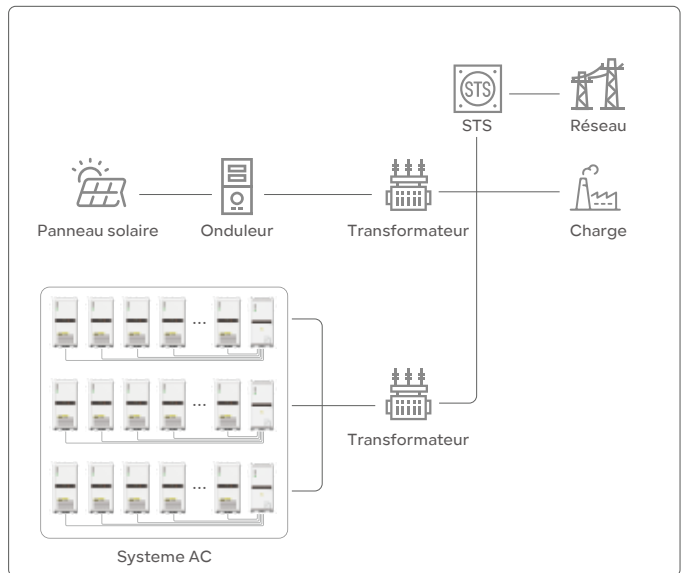 STS
STS
Réseau
Panneau solaire
Onduleur
Transformateur
Charge
...
...
Transformateur
...
Systeme AC